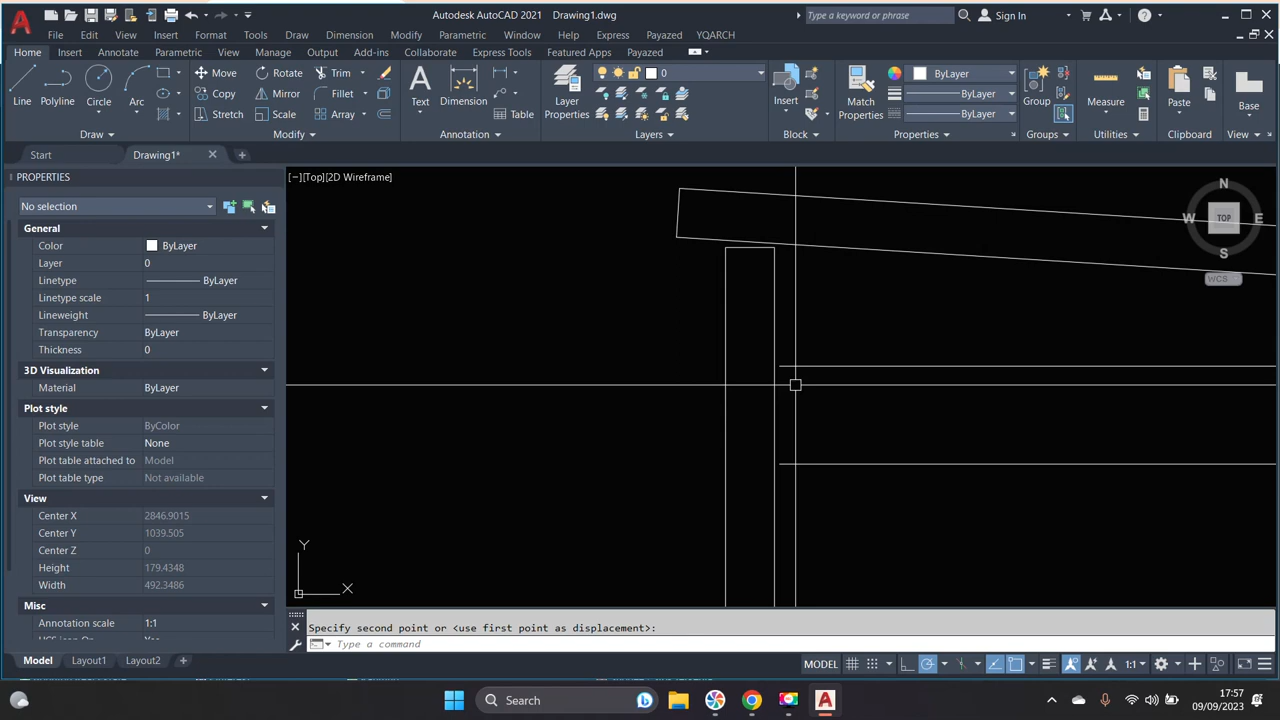 Autodesk AutoCAD 2021 Drawing1.dwg
Type a keyword or phrase
Sign In
File Edit View Insert Format Tools Draw Dimension Modify Parametric Window Help Express Payazed YQARCH
Home Insert Annotate Parametric View Manage Output Add-ins Collaborate Express Tools Featured Apps Payazed
Move Rotate Trim 0 ByLayer
Line Polyline Circle Arc Copy Mirror Fillet Text Dimension Layer Properties Insert Match Properties ByLayer Group Measure Paste Base
Stretch Scale Array Table ByLayer
Draw Modify Annotation Layers Block Properties Groups Utilities Clipboard View
Start Drawing1*
PROPERTIES
[−][Top][2D Wireframe]
No selection
General
Color ByLayer
Layer 0
Linetype ByLayer
Linetype scale 1
Lineweight ByLayer
Transparency ByLayer
Thickness 0
3D Visualization
Material ByLayer
Plot style
Plot style ByColor
Plot style table None
Plot table attached to Model
Plot table type Not available
View
Center X 2846.9015
Center Y 1039.505
Center Z 0
Height 179.4348
Width 492.3486
Misc
Annotation scale 1:1
N
W TOP E
S
WCS
Y
X
Specify second point or <use first point as displacement>:
Type a command
Model Layout1 Layout2
MODEL 1:1
Search
17:57
09/09/2023